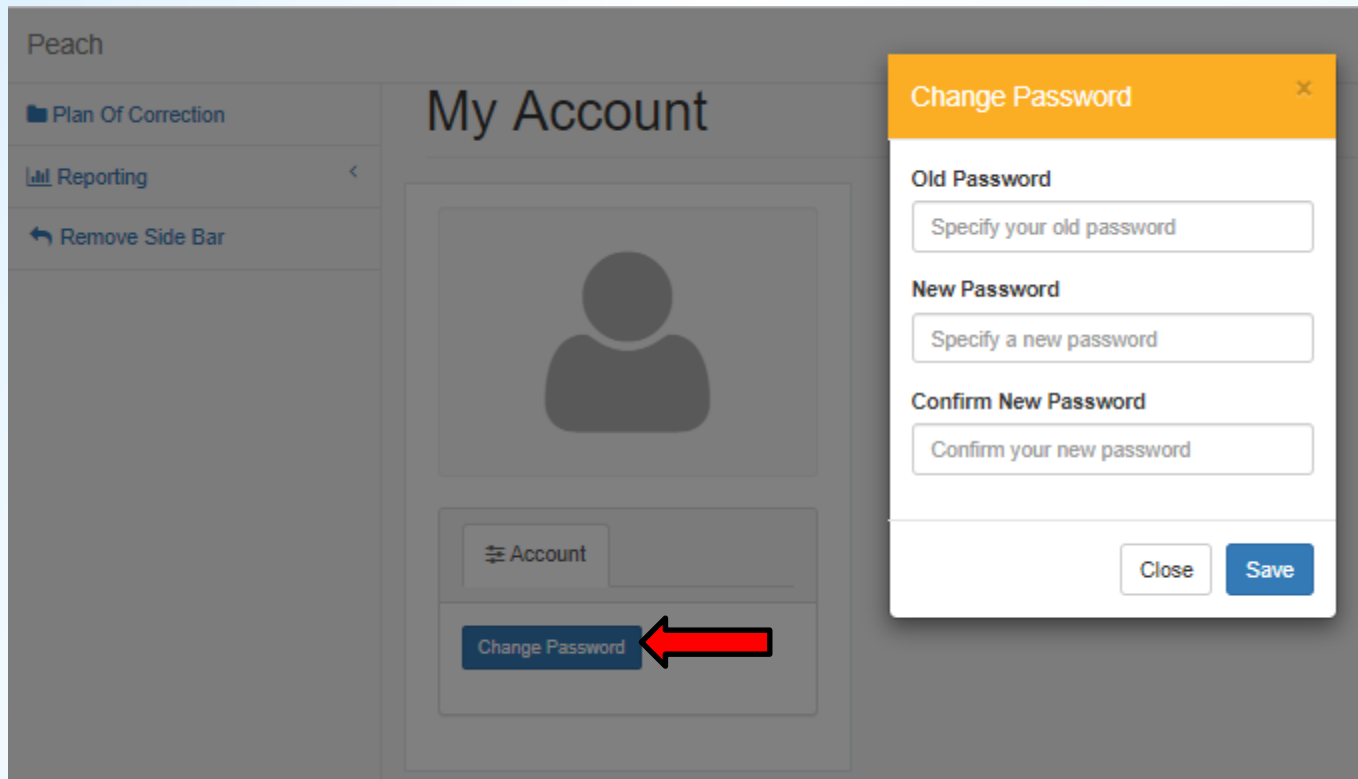 Peach
Plan Of Correction
Reporting
Remove Side Bar
My Account
Account
Change Password
Change Password
×
Old Password
Specify your old password
New Password
Specify a new password
Confirm New Password
Confirm your new password
Close
Save